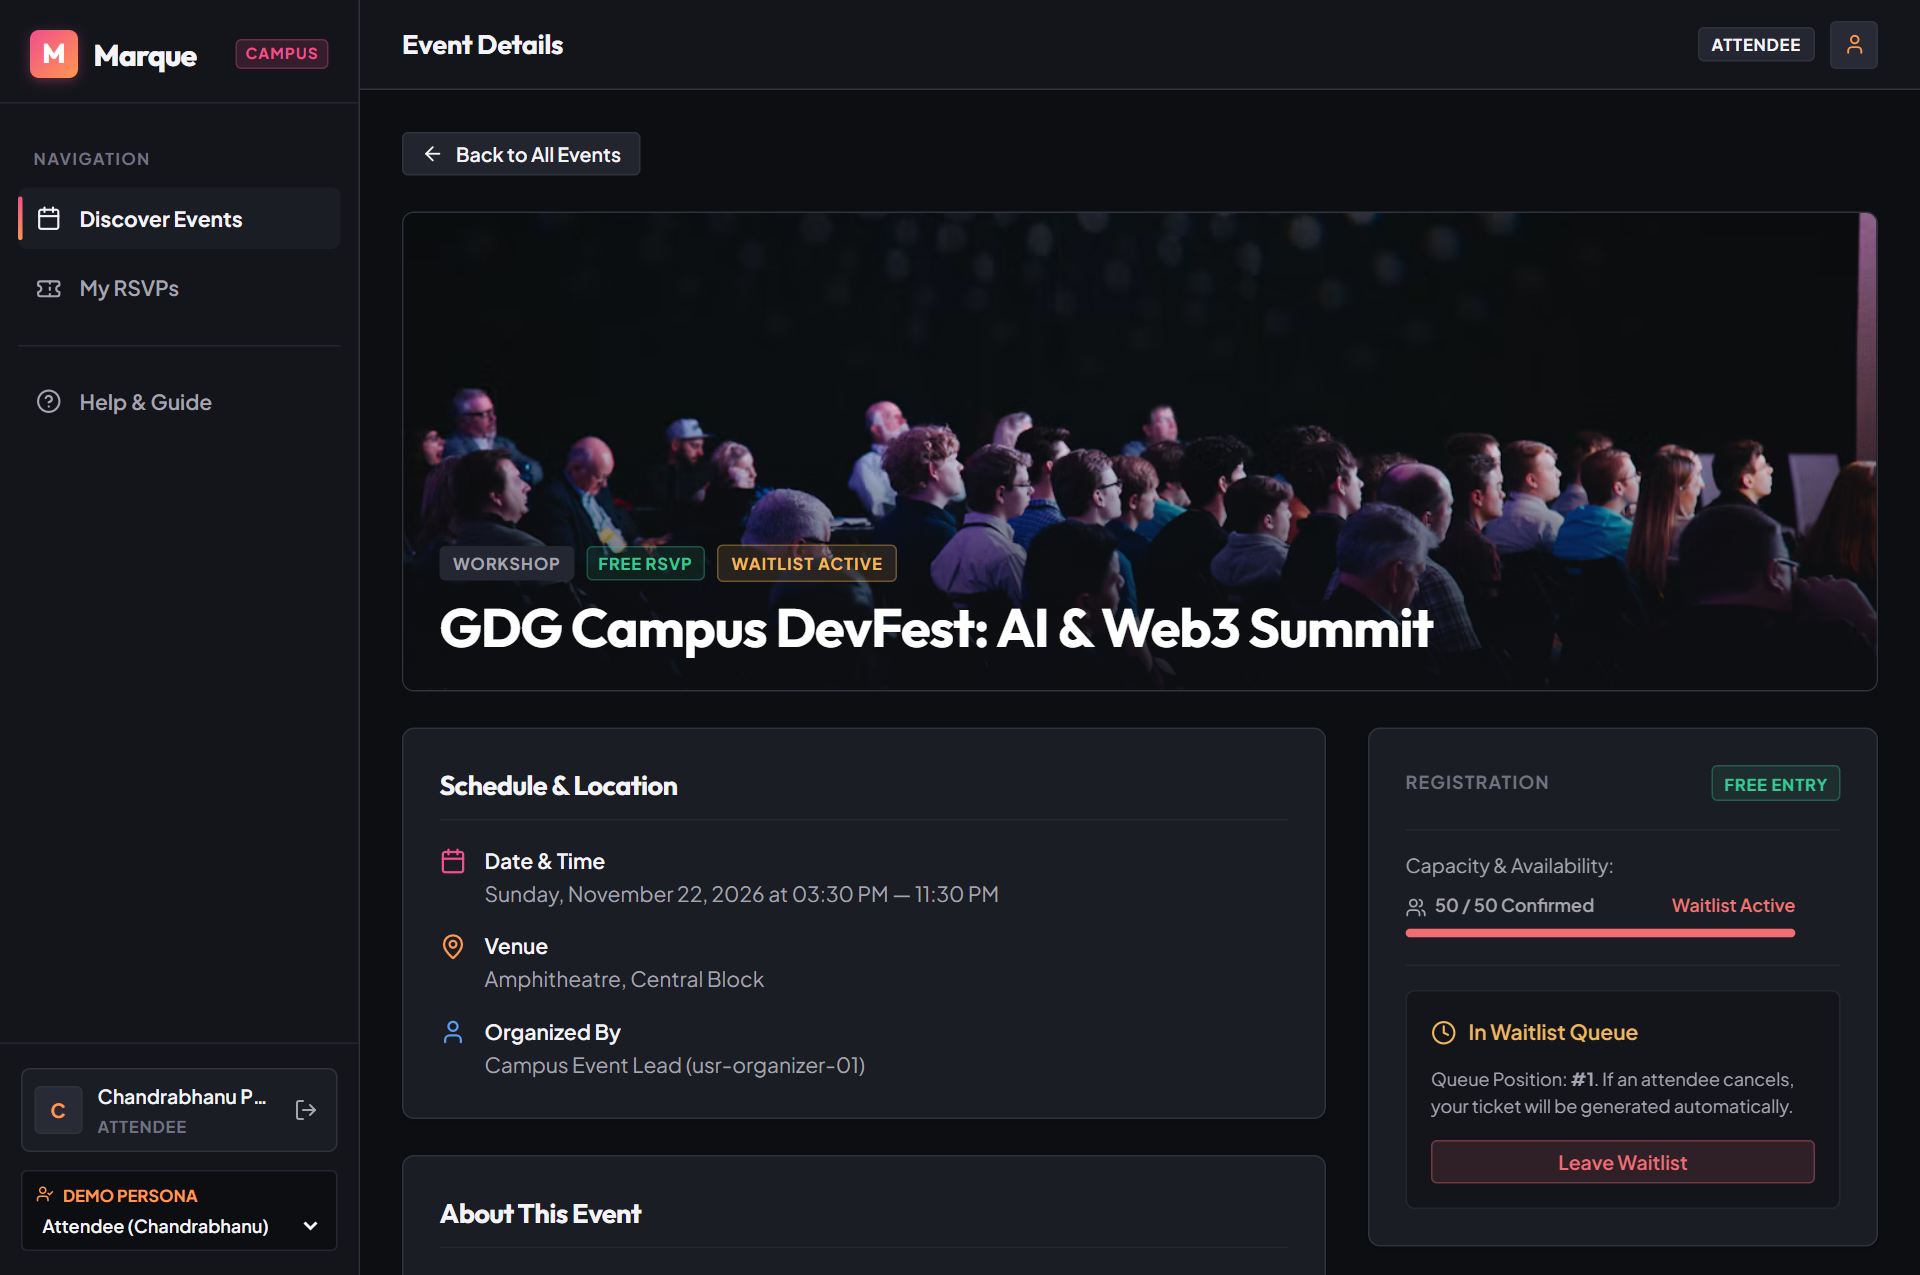 M Marque CAMPUS
NAVIGATION
Discover Events
My RSVPs
Help & Guide
C
Chandrabhanu P...
ATTENDEE
DEMO PERSONA
Attendee (Chandrabhanu)
Event Details
ATTENDEE
Back to All Events
WORKSHOP FREE RSVP WAITLIST ACTIVE
GDG Campus DevFest: AI & Web3 Summit
Schedule & Location
Date & Time
Sunday, November 22, 2026 at 03:30 PM — 11:30 PM
Venue
Amphitheatre, Central Block
Organized By
Campus Event Lead (usr-organizer-01)
About This Event
REGISTRATION FREE ENTRY
Capacity & Availability:
50 / 50 Confirmed Waitlist Active
In Waitlist Queue
Queue Position: #1. If an attendee cancels,
your ticket will be generated automatically.
Leave Waitlist